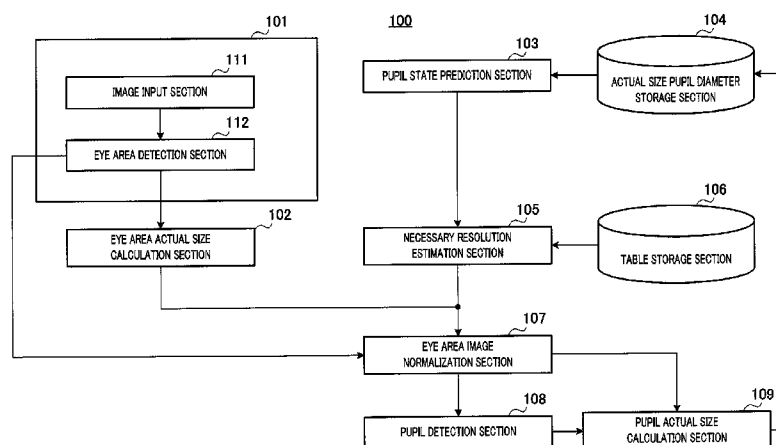 100
101
111
IMAGE INPUT SECTION
112
EYE AREA DETECTION SECTION
102
EYE AREA ACTUAL SIZE
CALCULATION SECTION
103
PUPIL STATE PREDICTION SECTION
104
ACTUAL SIZE PUPIL DIAMETER
STORAGE SECTION
105
NECESSARY RESOLUTION
ESTIMATION SECTION
106
TABLE STORAGE SECTION
107
EYE AREA IMAGE
NORMALIZATION SECTION
108
PUPIL DETECTION SECTION
109
PUPIL ACTUAL SIZE
CALCULATION SECTION